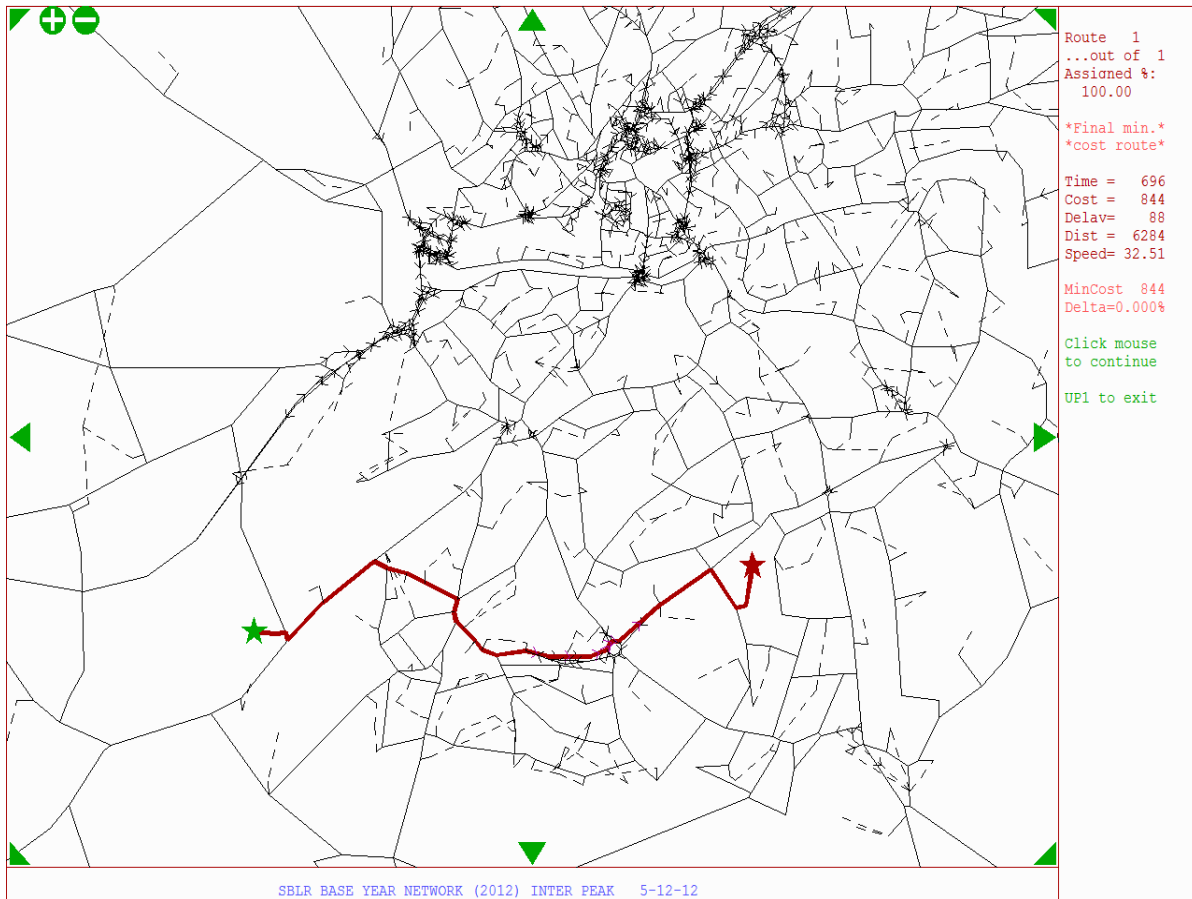 Route 1
...out of 1
Assigned %:
100.00
*Final min.*
*cost route*
Time = 696
Cost = 844
Delay= 88
Dist = 6284
Speed= 32.51
MinCost 844
Delta=0.000%
Click mouse
to continue
UP1 to exit
SBLR BASE YEAR NETWORK (2012) INTER PEAK 5-12-12